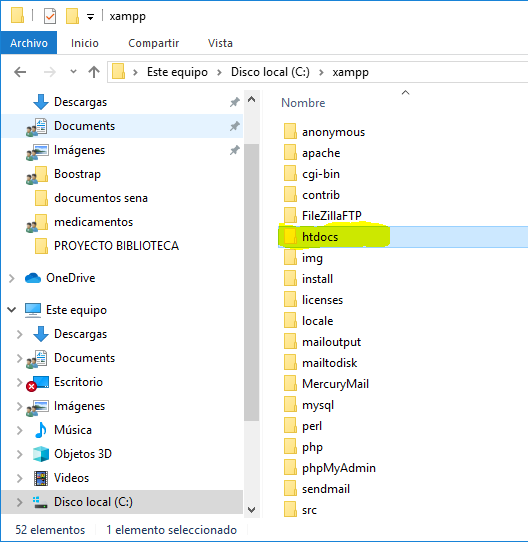 xampp
Archivo Inicio Compartir Vista
Este equipo Disco local (C:) xampp
Descargas
Documents
Imágenes
Boostrap
documentos sena
medicamentos
PROYECTO BIBLIOTECA
OneDrive
Este equipo
Descargas
Documents
Escritorio
Imágenes
Música
Objetos 3D
Videos
Disco local (C:)
Nombre
anonymous
apache
cgi-bin
contrib
FileZillaFTP
htdocs
img
install
licenses
locale
mailoutput
mailtodisk
MercuryMail
mysql
perl
php
phpMyAdmin
sendmail
src
52 elementos 1 elemento seleccionado